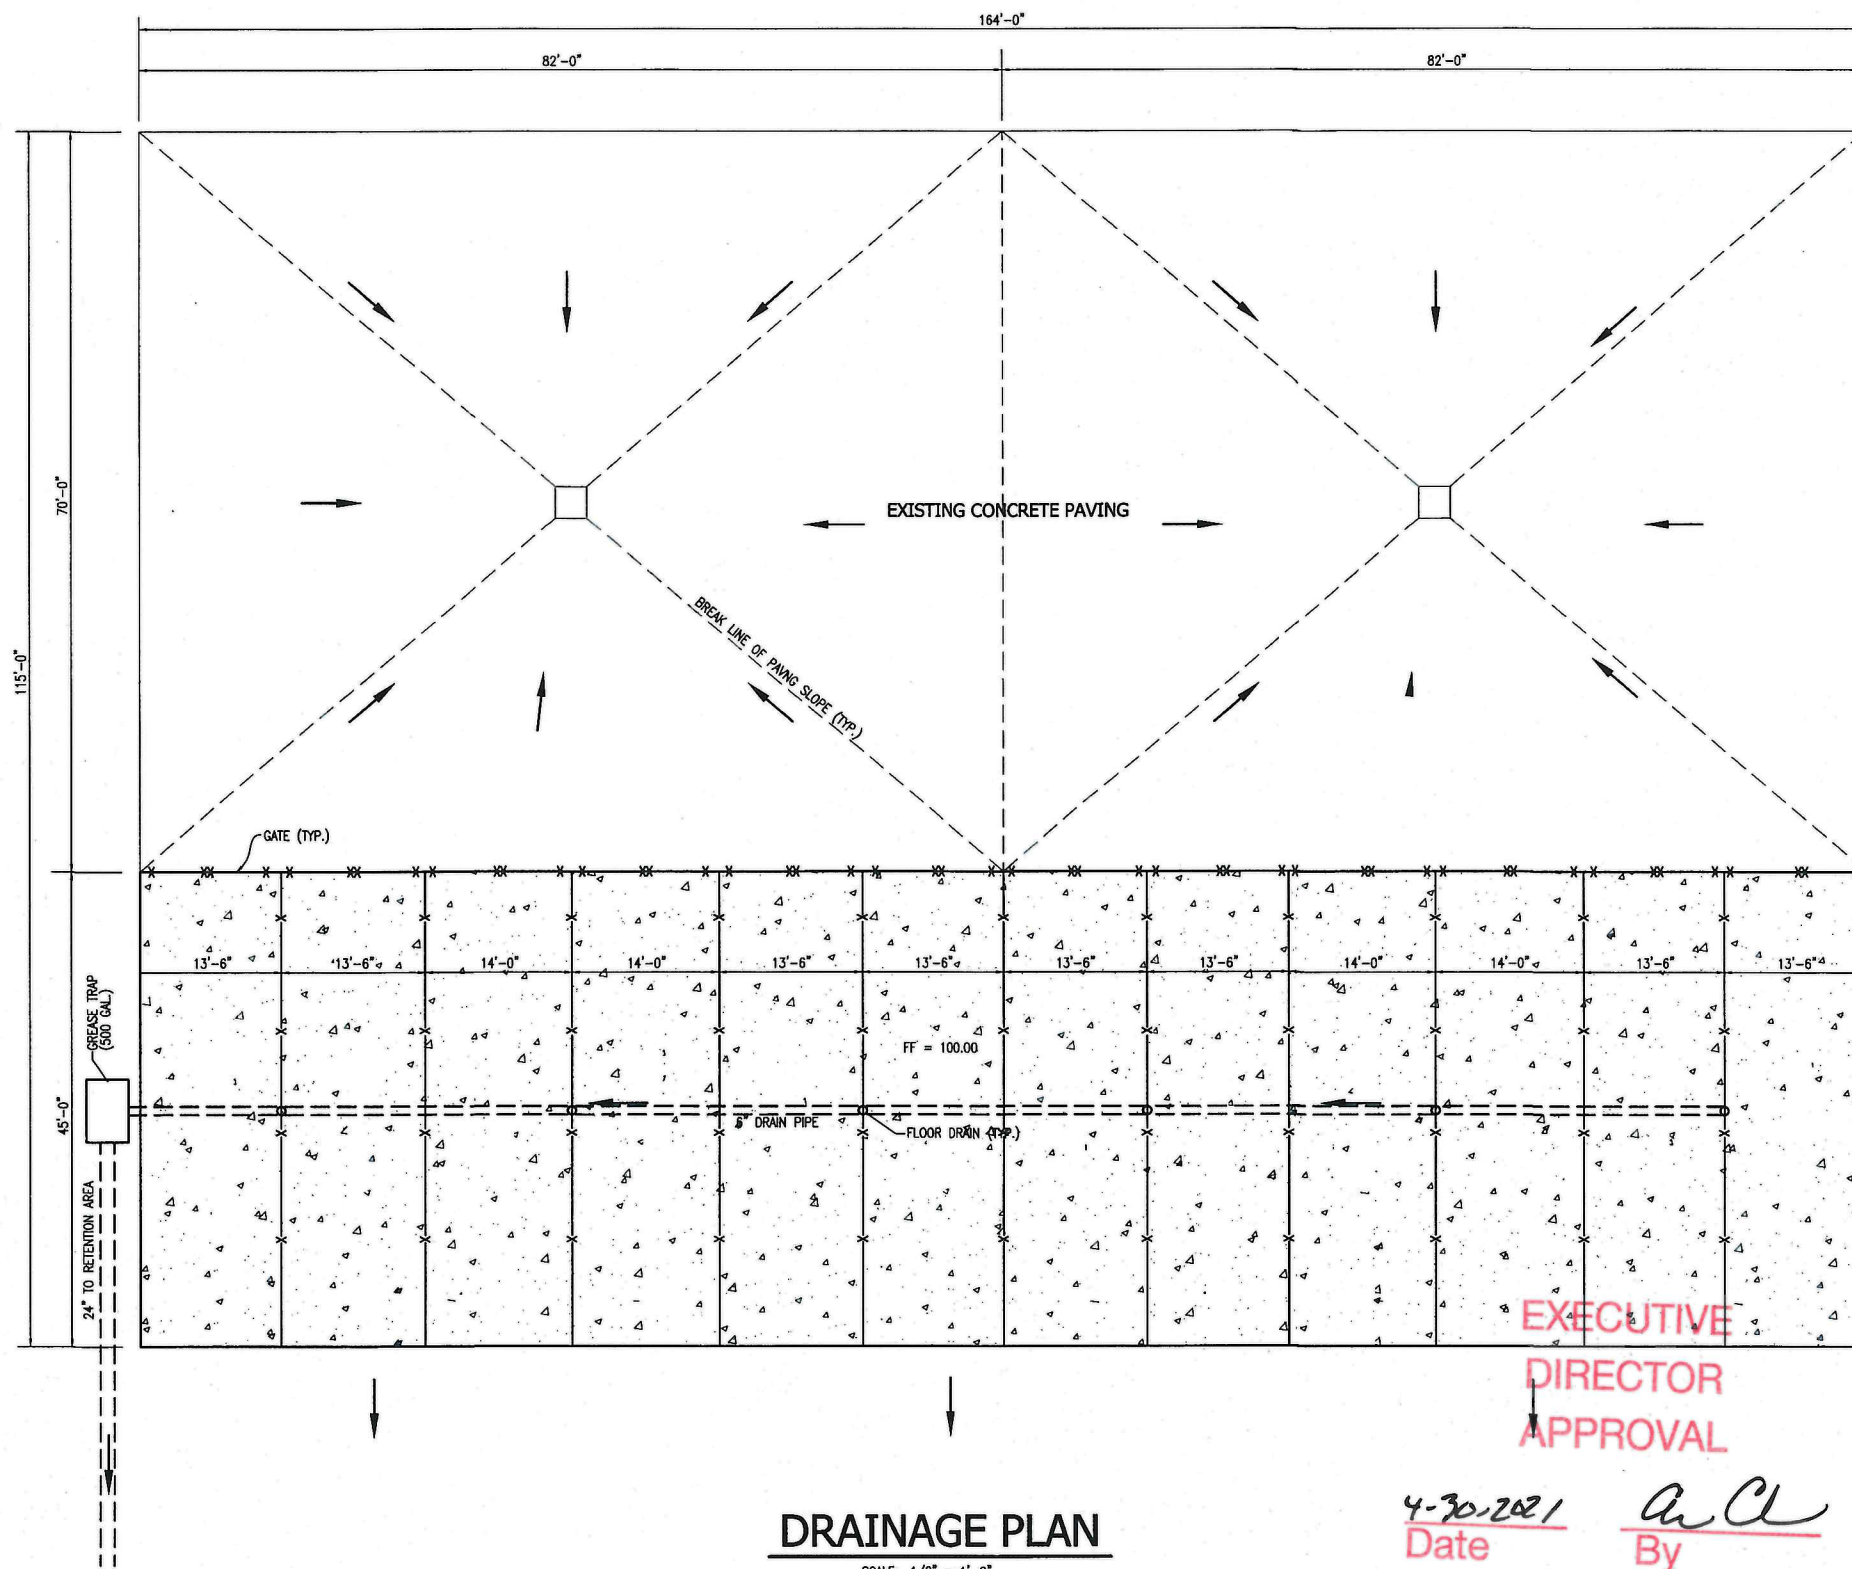 164'-0"
82'-0"
82'-0"
70'-0"
115'-0"
EXISTING CONCRETE PAVING
BREAK LINE OF PAVNG SLOPE (TYP.)
GATE (TYP.)
13'-6"
13'-6"
14'-0"
14'-0"
13'-6"
13'-6"
13'-6"
13'-6"
14'-0"
14'-0"
13'-6"
13'-6"
GREASE TRAP
(500 GAL.)
FF = 100.00
45'-0"
6" DRAIN PIPE
FLOOR DRAIN (TYP.)
24" TO RETENTION AREA
EXECUTIVE
DIRECTOR
APPROVAL
4-30-2021
Date
By
DRAINAGE PLAN